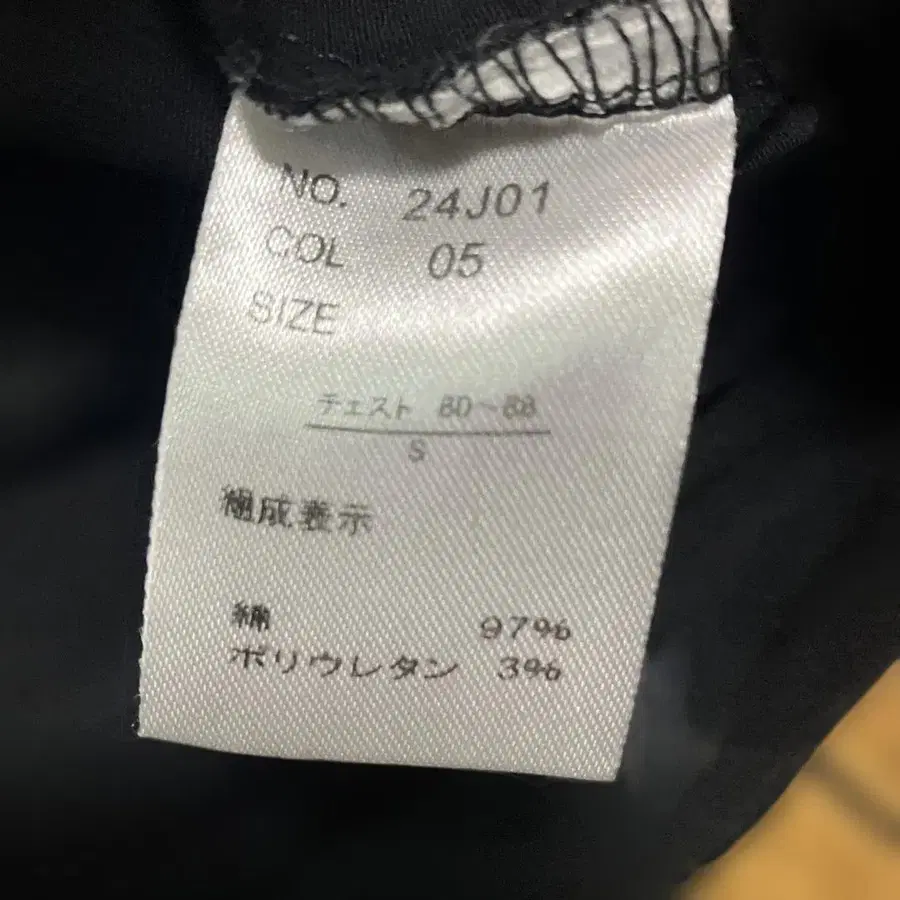 NO. 24J01
COL 05
SIZE
チェスト 80~88
S
組成表示
綿 97%
ポリウレタン 3%